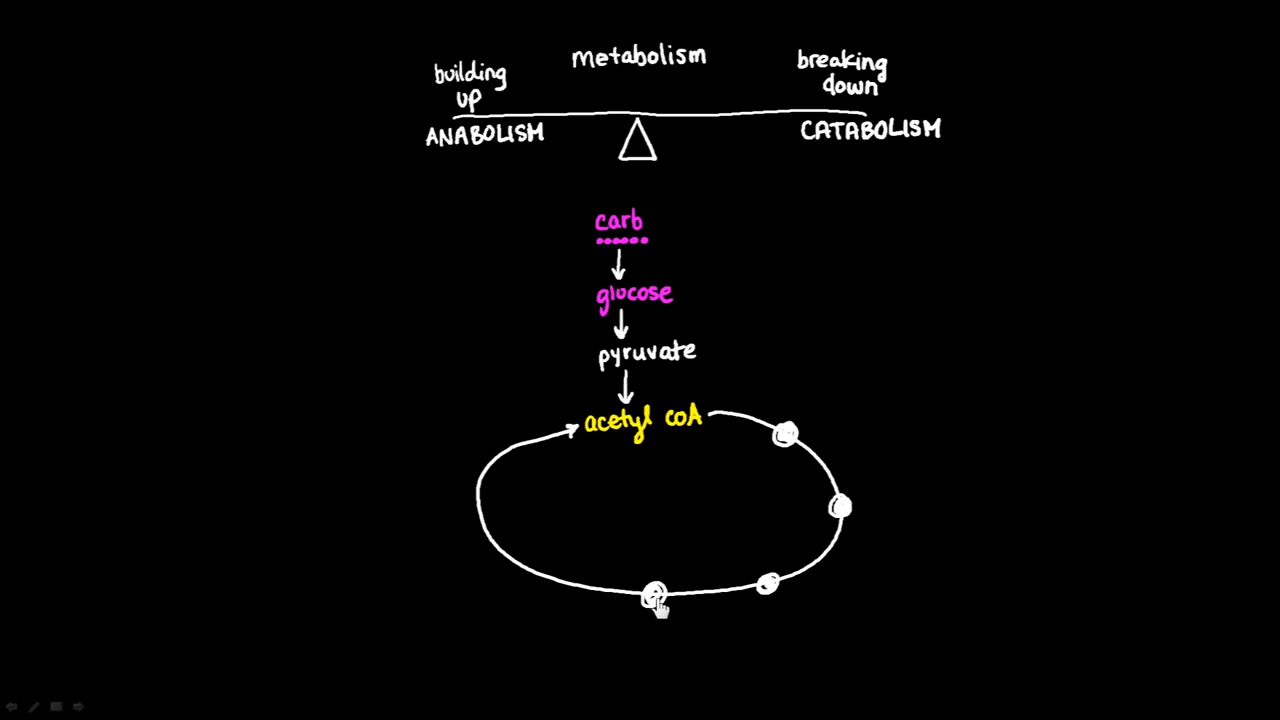 metabolism
building
up
breaking
down
ANABOLISM
CATABOLISM
carb
glucose
pyruvate
acetyl coA